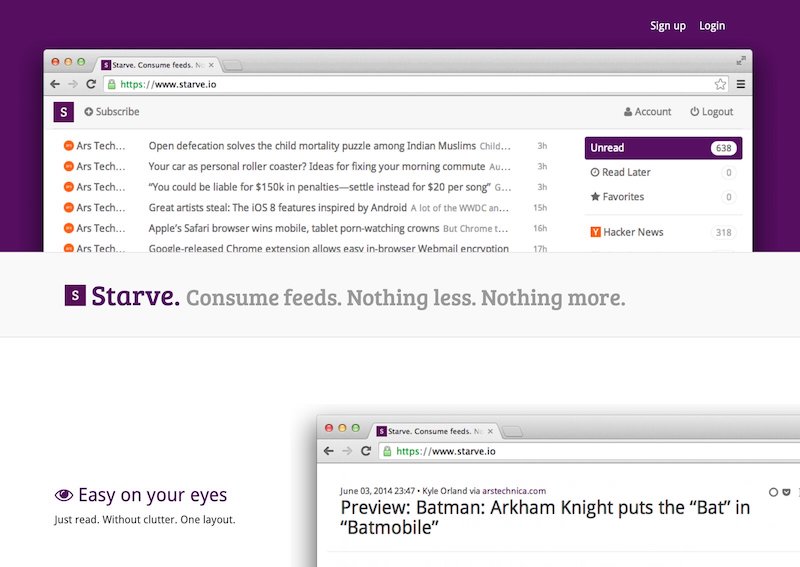 Sign up Login
S Starve. Consume feeds. No ×
https://www.starve.io
S Subscribe Account Logout
Ars Tech… Open defecation solves the child mortality puzzle among Indian Muslims Child… 3h
Ars Tech… Your car as personal roller coaster? Ideas for fixing your morning commute Au… 3h
Ars Tech… “You could be liable for $150k in penalties—settle instead for $20 per song” G… 3h
Ars Tech… Great artists steal: The iOS 8 features inspired by Android A lot of the WWDC an… 15h
Ars Tech… Apple’s Safari browser wins mobile, tablet porn-watching crowns But Chrome t… 16h
Ars Tech… Google-released Chrome extension allows easy in-browser Webmail encryption 17h
Unread 638
Read Later 0
Favorites 0
Y Hacker News 318
S Starve. Consume feeds. Nothing less. Nothing more.
Easy on your eyes
Just read. Without clutter. One layout.
S Starve. Consume feeds. No ×
https://www.starve.io
June 03, 2014 23:47 • Kyle Orland via arstechnica.com
Preview: Batman: Arkham Knight puts the “Bat” in
“Batmobile”